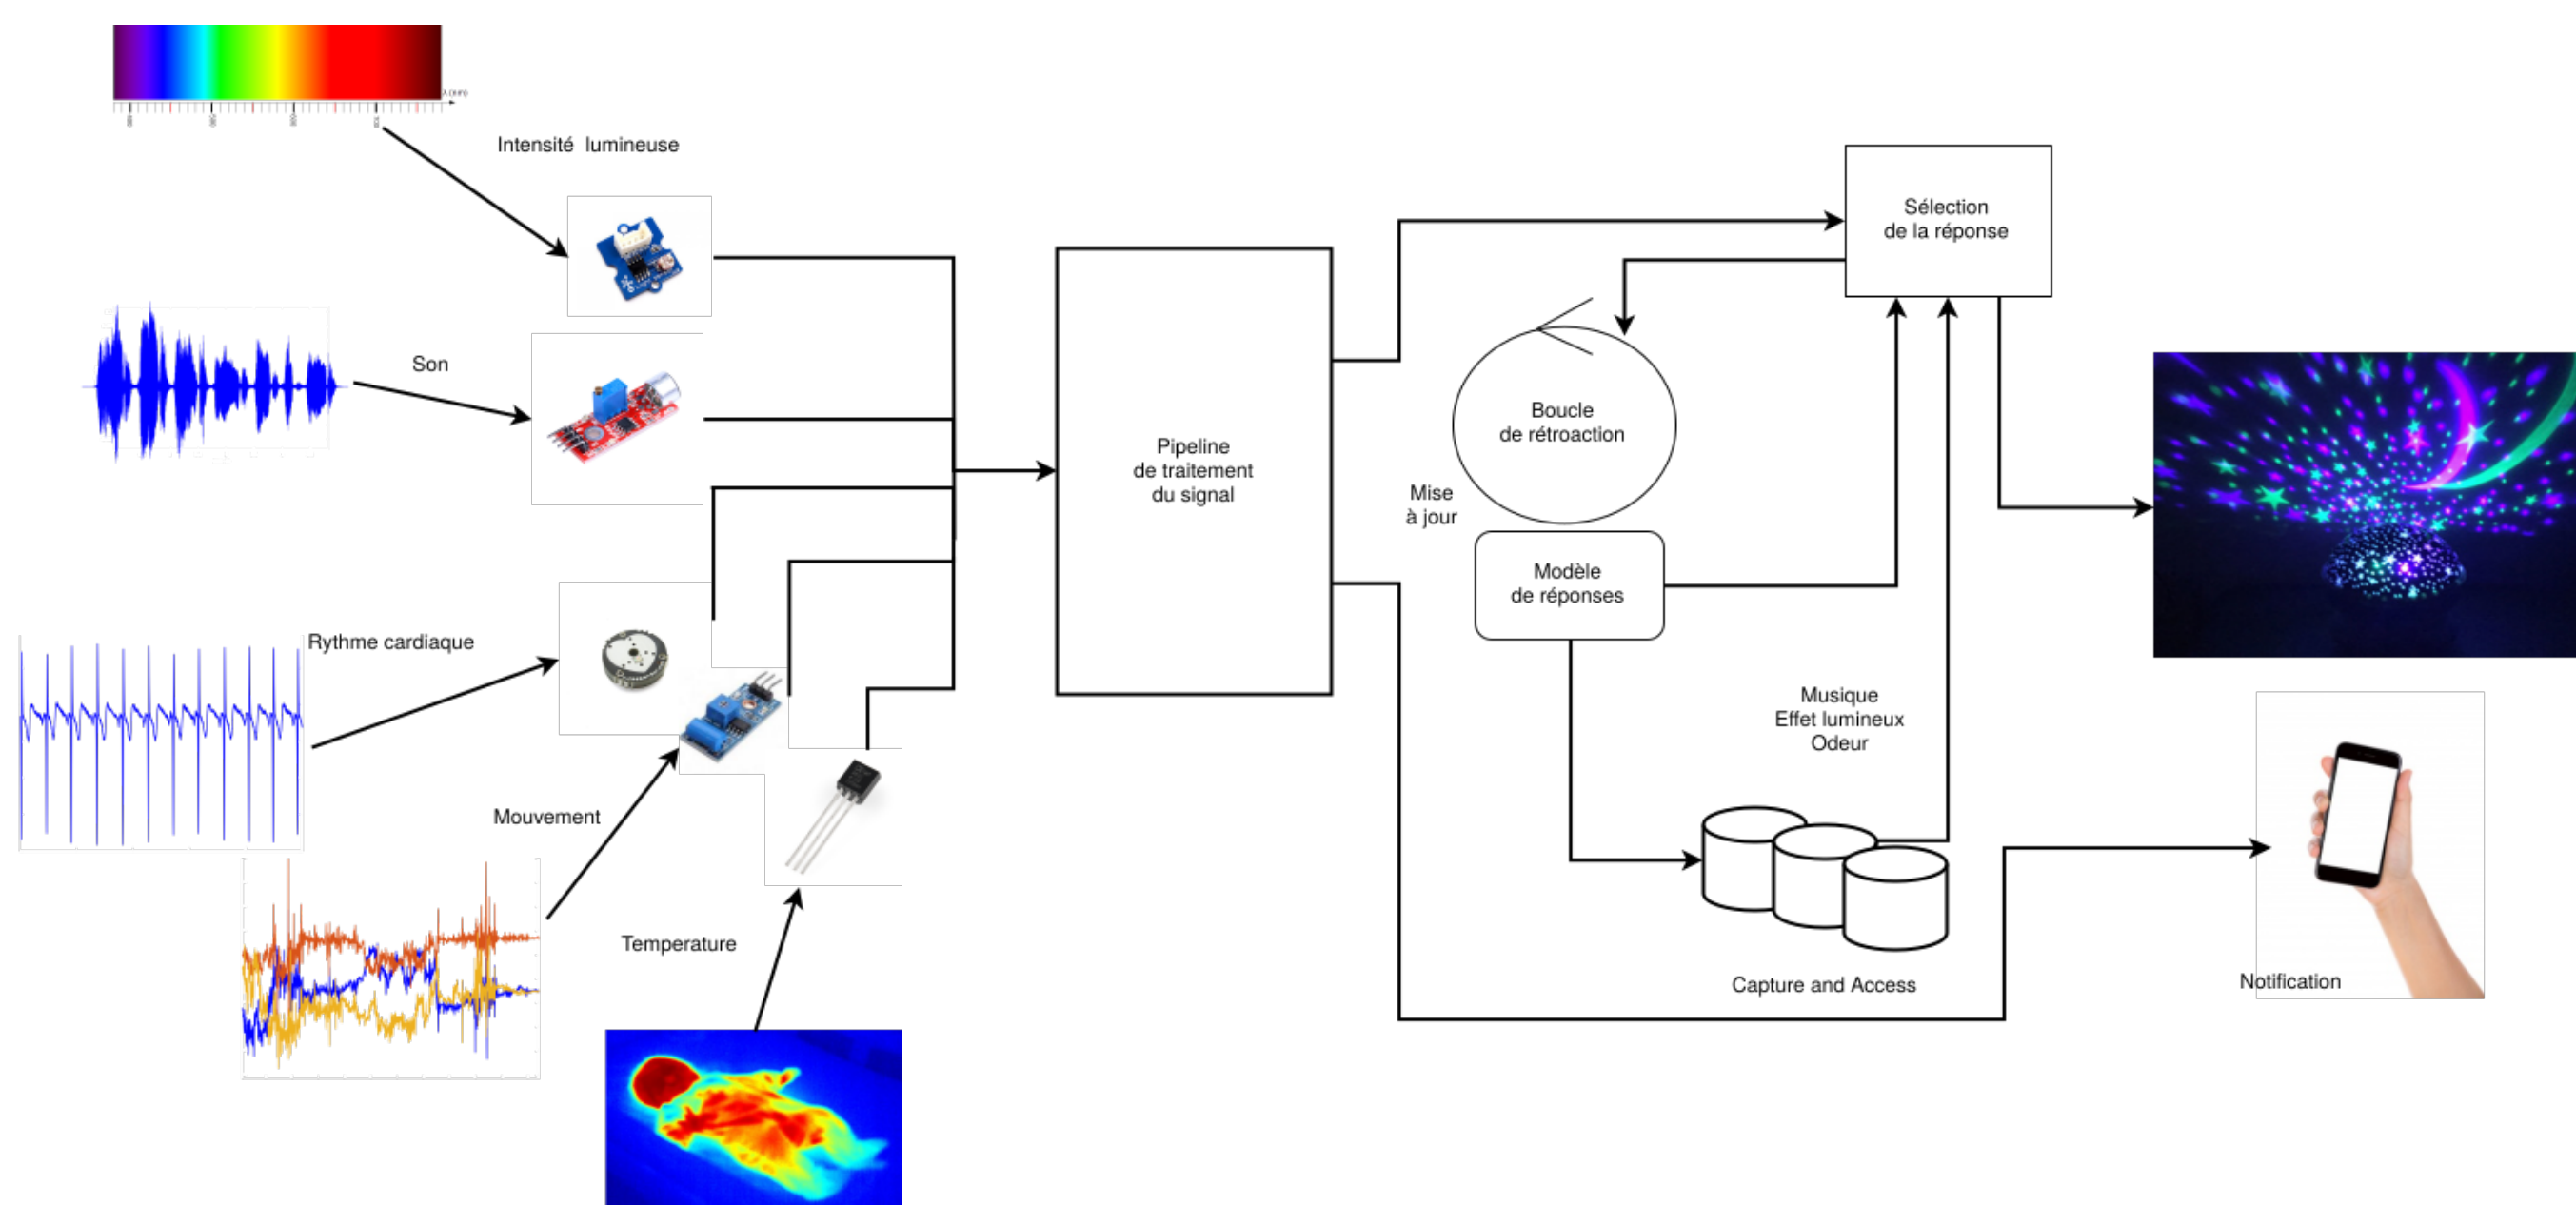 λ (nm)
Intensité lumineuse
Son
Rythme cardiaque
Mouvement
Temperature
Pipeline
de traitement
du signal
Sélection
de la réponse
Boucle
de rétroaction
Mise
à jour
Modèle
de réponses
Musique
Effet lumineux
Odeur
Capture and Access
Notification